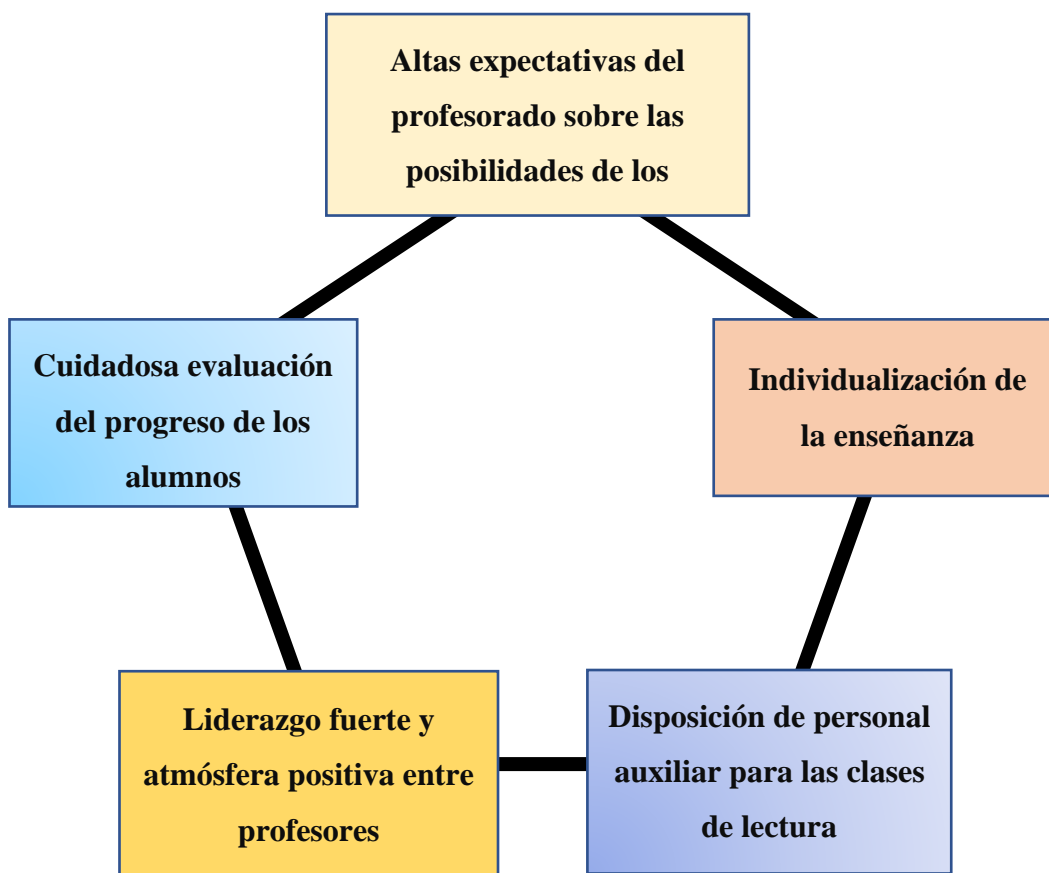 Altas expectativas del
profesorado sobre las
posibilidades de los
Cuidadosa evaluación
del progreso de los
alumnos
Individualización de
la enseñanza
Liderazgo fuerte y
atmósfera positiva entre
profesores
Disposición de personal
auxiliar para las clases
de lectura